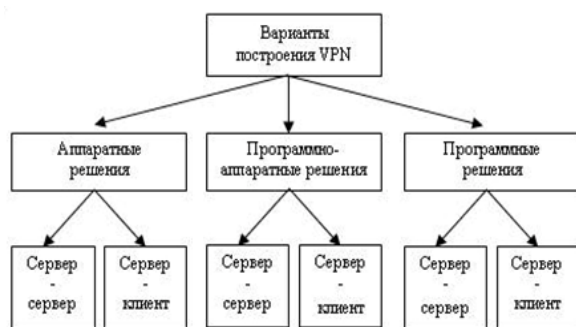 Варианты
построения VPN
Аппаратные
решения
Программно-
аппаратные решения
Программные
решения
Сервер
-
сервер
Сервер
-
клиент
Сервер
-
сервер
Сервер
-
клиент
Сервер
-
сервер
Сервер
-
клиент